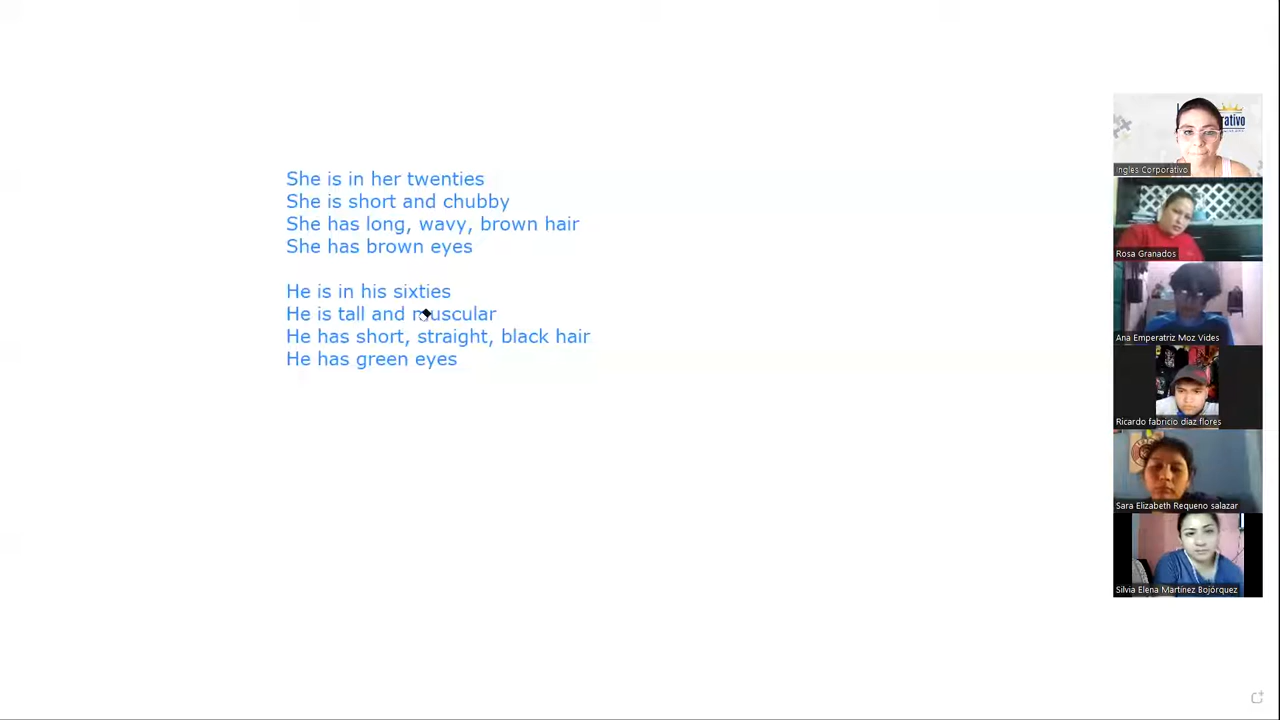 She is in her twenties
She is short and chubby
She has long, wavy, brown hair
She has brown eyes
He is in his sixties
He is tall and muscular
He has short, straight, black hair
He has green eyes
Ingles Corporativo
Rosa Granados
Ana Emperatriz Moz Vides
Ricardo fabricio diaz flores
Sara Elizabeth Requeno salazar
Silvia Elena Martínez Bojórquez